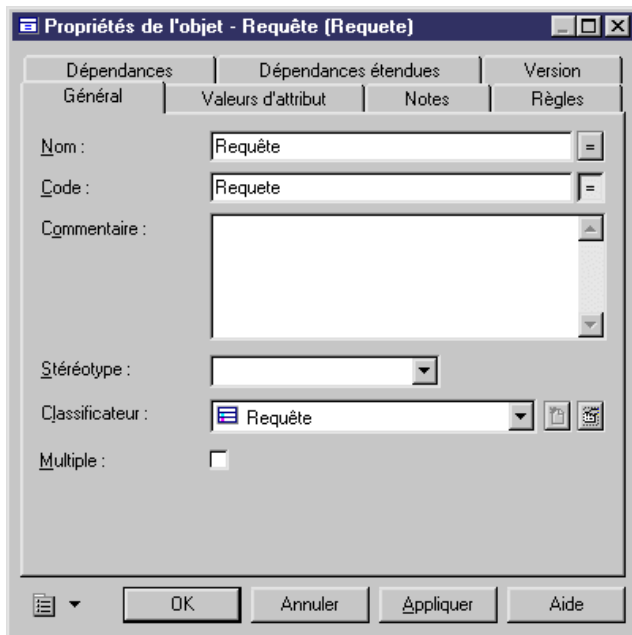 Propriétés de l'objet - Requête (Requete)
Dépendances Dépendances étendues Version
Général Valeurs d'attribut Notes Règles
Nom : Requête =
Code : Requete =
Commentaire :
Stéréotype :
Classificateur : Requête
Multiple :
OK Annuler Appliquer Aide